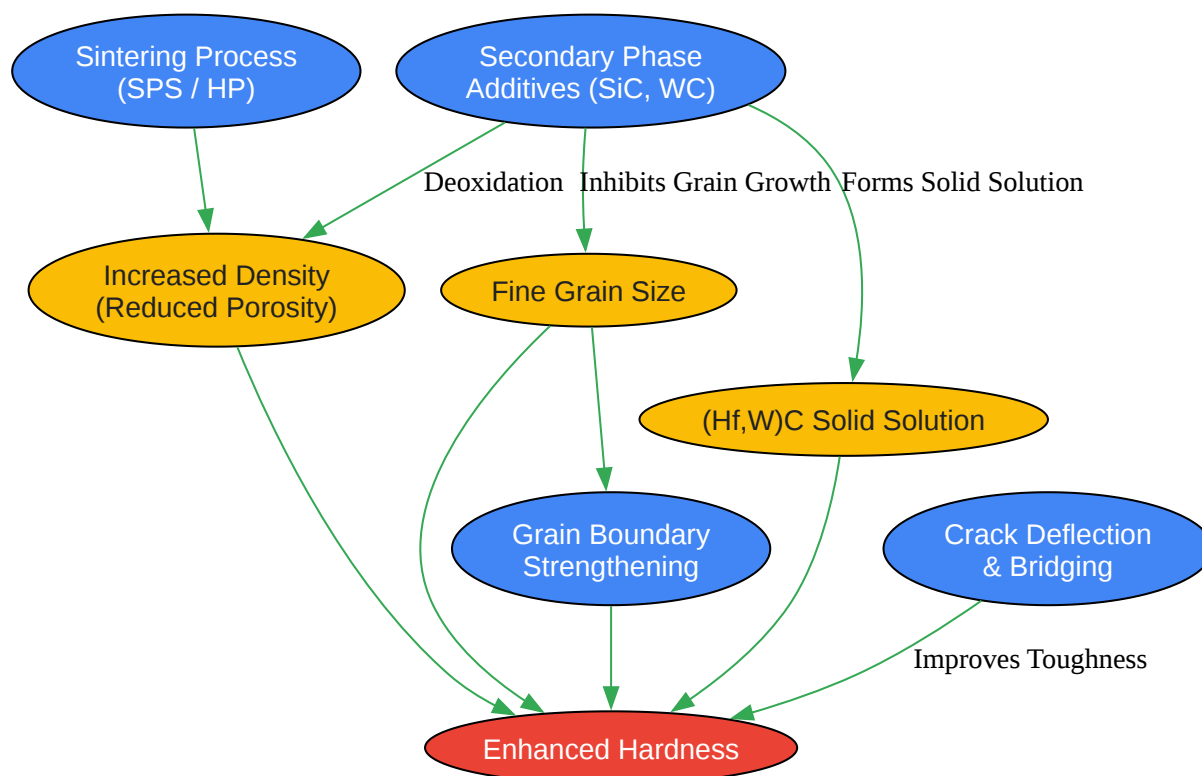 Sintering Process
(SPS / HP)
Secondary Phase
Additives (SiC, WC)
Deoxidation
Inhibits Grain Growth
Forms Solid Solution
Increased Density
(Reduced Porosity)
Fine Grain Size
(Hf,W)C Solid Solution
Grain Boundary
Strengthening
Crack Deflection
& Bridging
Improves Toughness
Enhanced Hardness